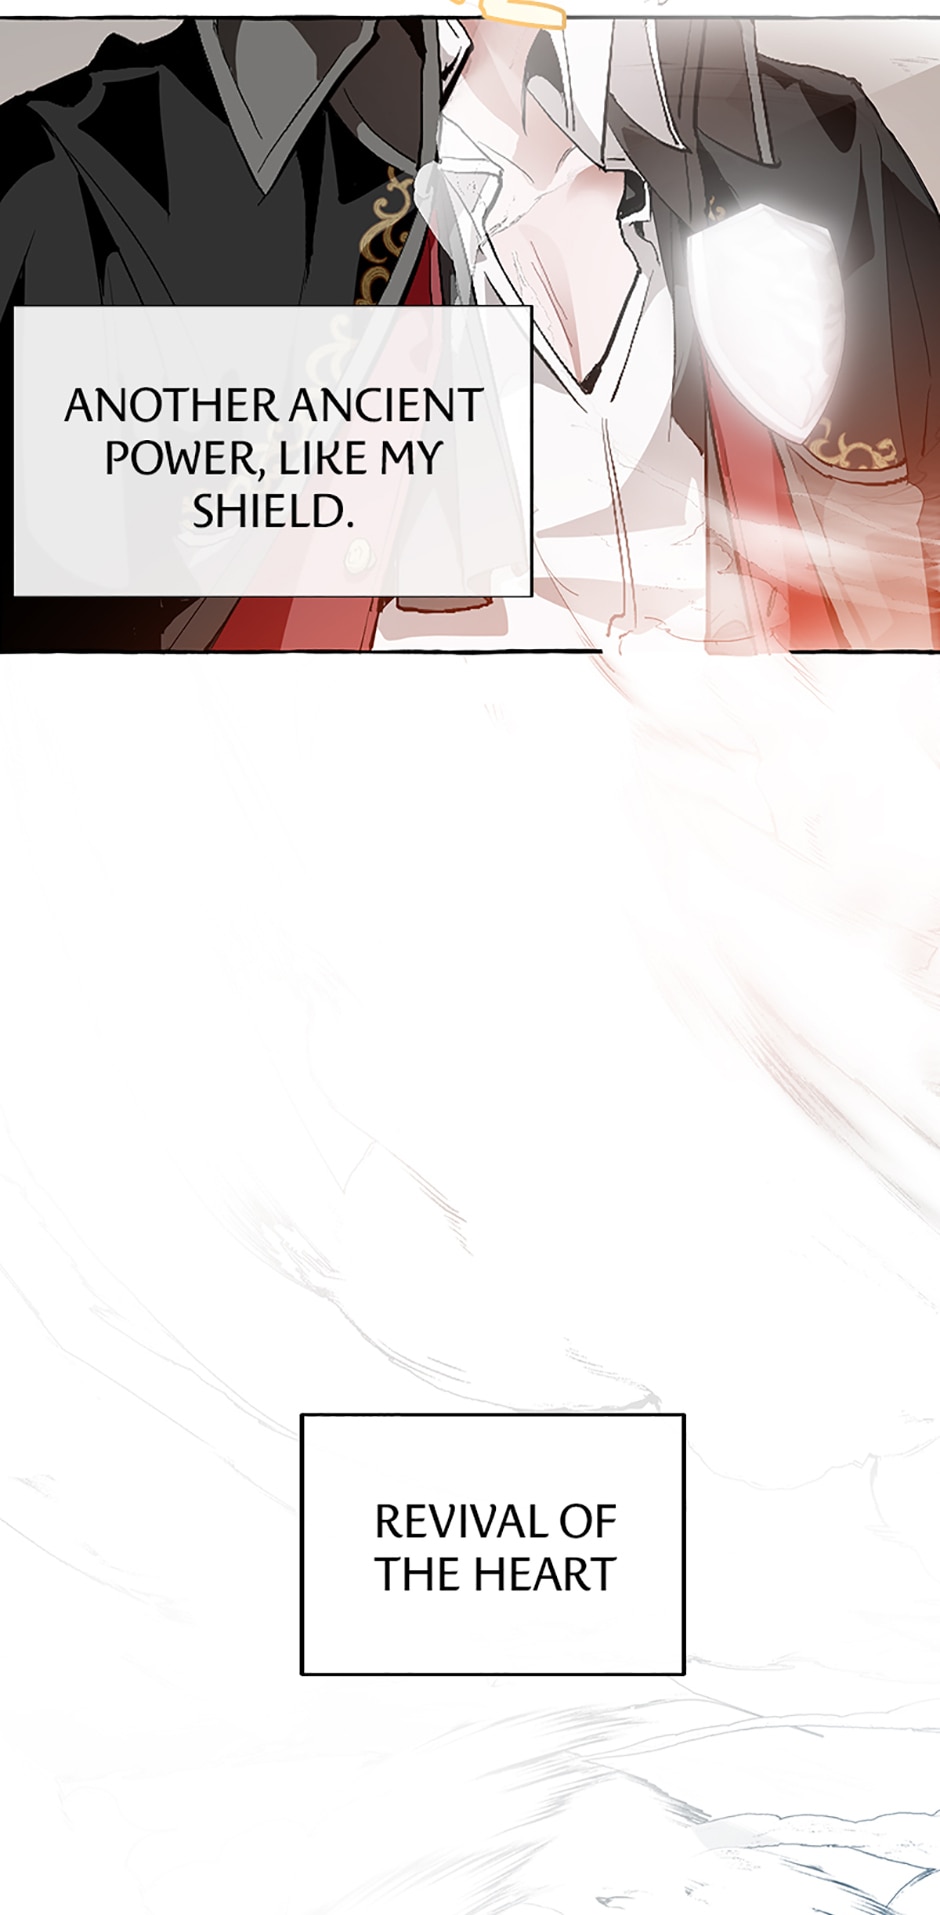 ANOTHER ANCIENT
POWER, LIKE MY
SHIELD.
REVIVAL OF
THE HEART